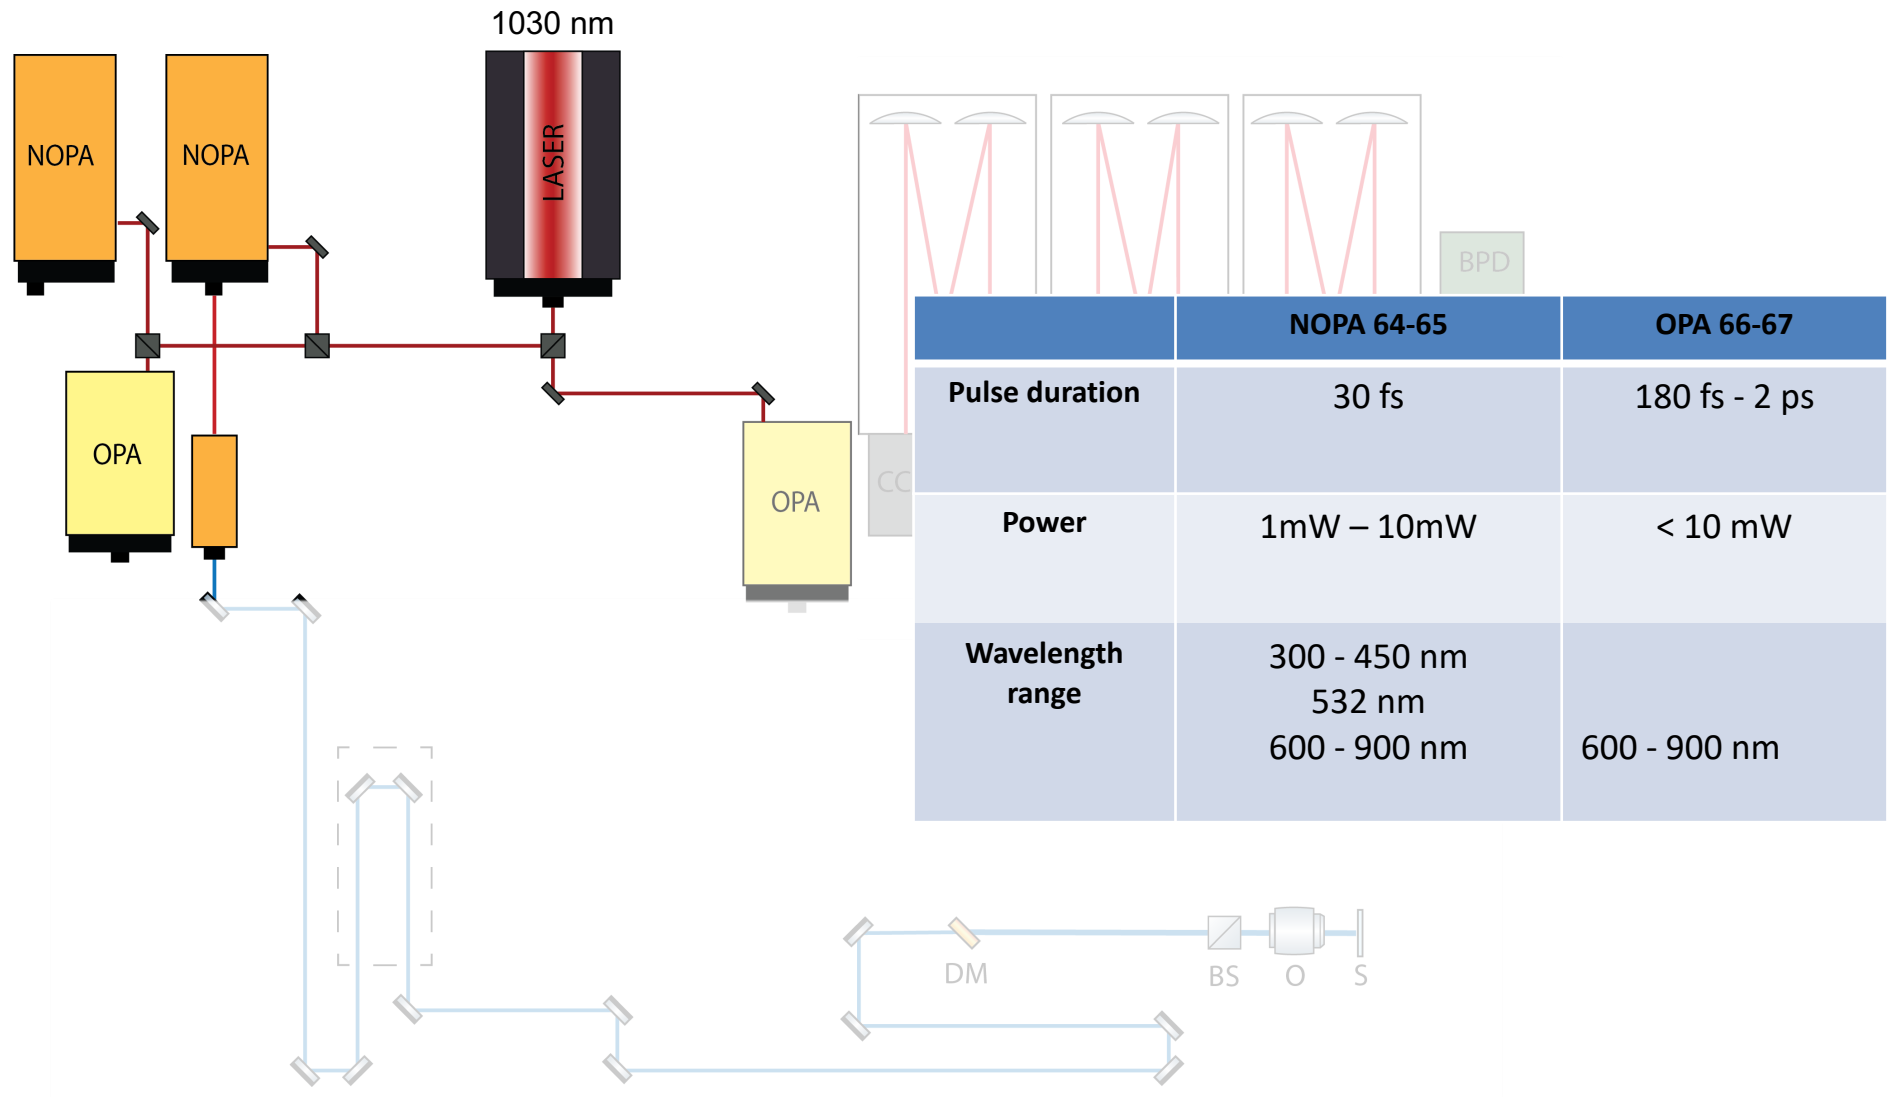 1030 nm
NOPA
NOPA
LASER
BPD
OPA
OPA
CC
NOPA 64-65
OPA 66-67
Pulse duration
30 fs
180 fs - 2 ps
Power
1mW – 10mW
< 10 mW
Wavelength
range
300 - 450 nm
532 nm
600 - 900 nm
600 - 900 nm
DM
BS
O
S